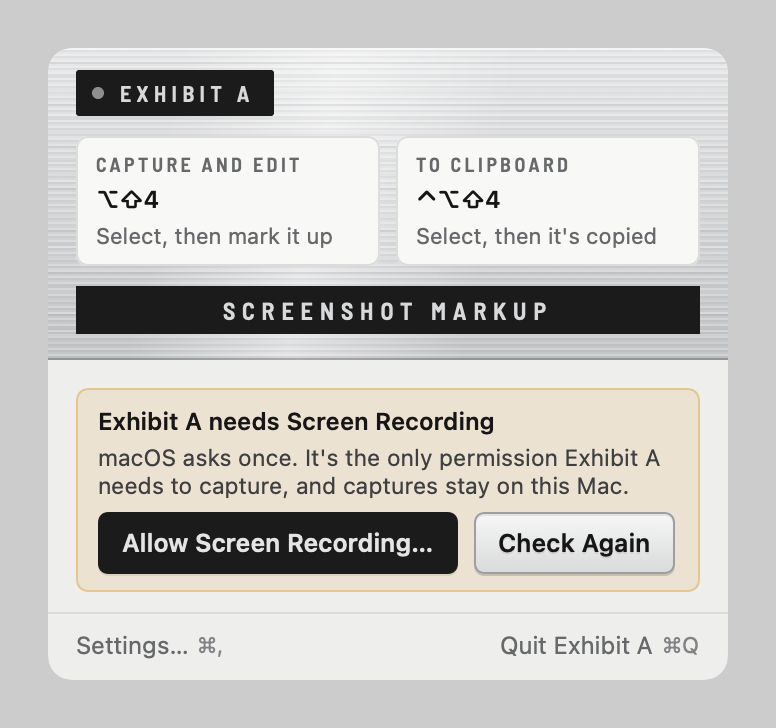 EXHIBIT A
CAPTURE AND EDIT
⌥⇧4
Select, then mark it up
TO CLIPBOARD
⌃⌥⇧4
Select, then it's copied
SCREENSHOT MARKUP
Exhibit A needs Screen Recording
macOS asks once. It's the only permission Exhibit A
needs to capture, and captures stay on this Mac.
Allow Screen Recording...
Check Again
Settings... ⌘,
Quit Exhibit A ⌘Q